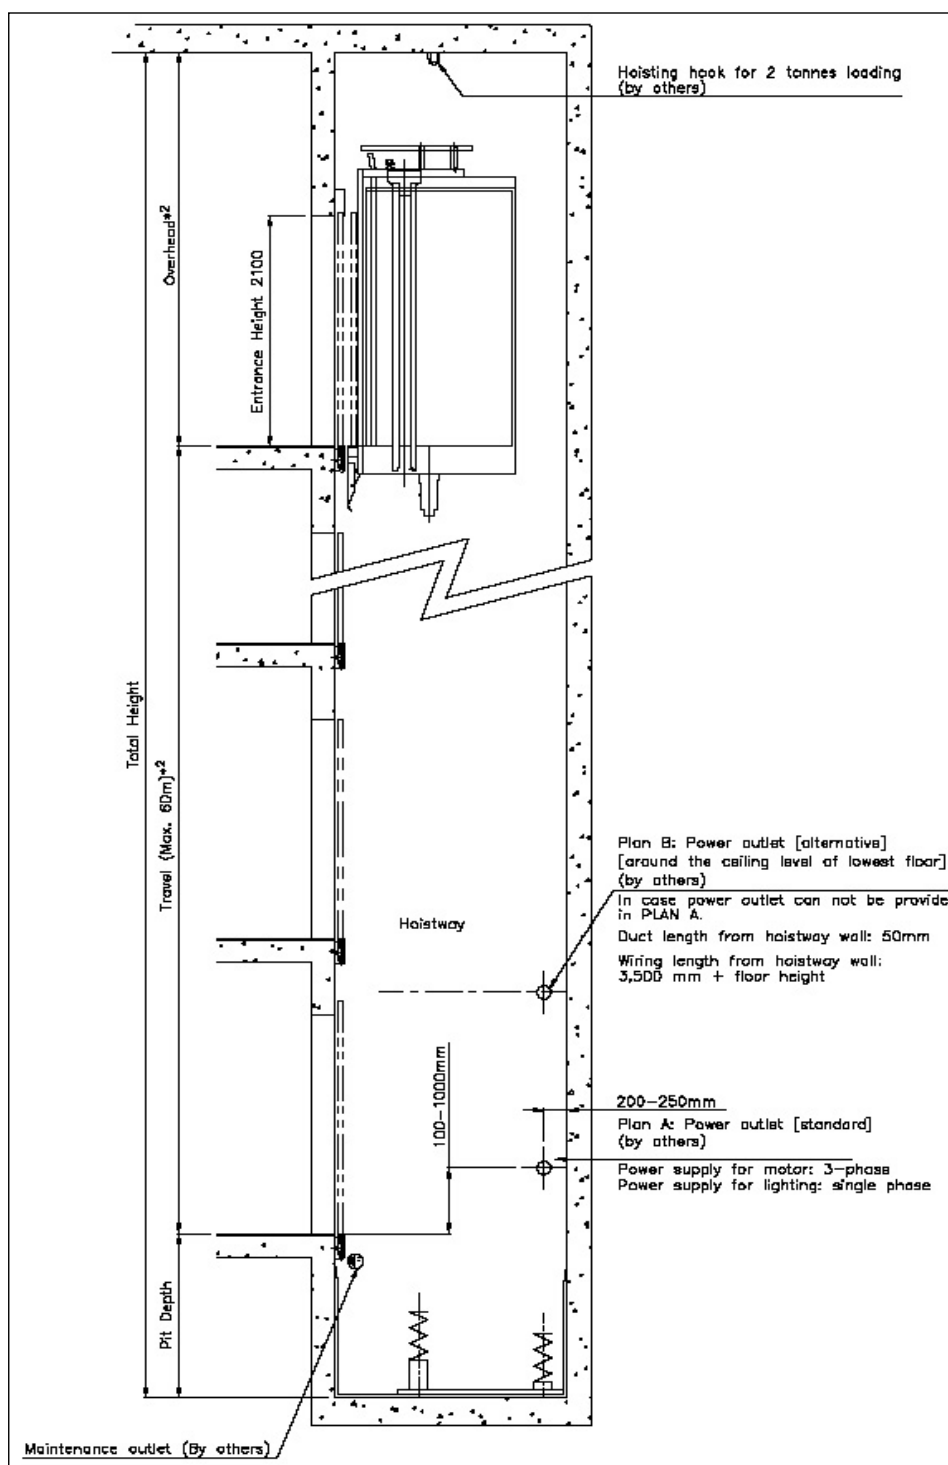 Hoisting hook for 2 tonnes loading
(by others)
Overhead*2
Entrance Height 2100
Total Height
Travel (Max. 60m)*2
Plan B: Power outlet [alternative]
[around the ceiling level of lowest floor]
(by others)
In case power outlet can not be provide
in PLAN A.
Duct length from hoistway wall: 50mm
Wiring length from hoistway wall:
3,500 mm + floor height
Hoistway
100-1000mm
200-250mm
Plan A: Power outlet [standard]
(by others)
Power supply for motor: 3-phase
Power supply for lighting: single phase
Pit Depth
Maintenance outlet (By others)